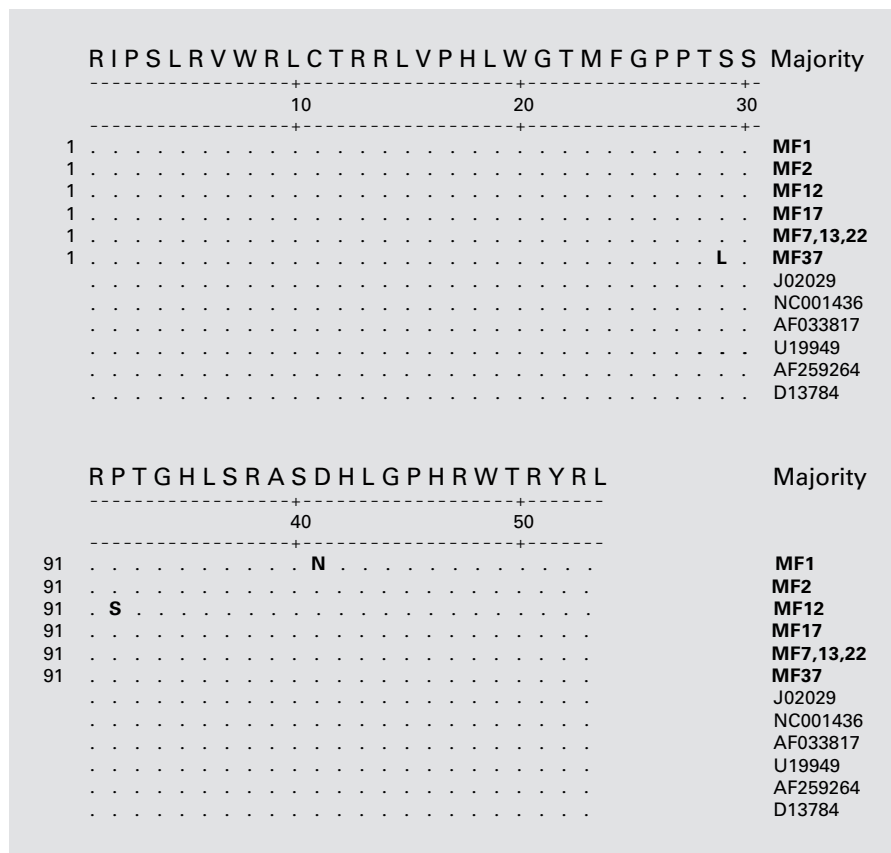 R I P S L R V W R L C T R R L V P H L W G T M F G P P T S S Majority
------------------+-------------------+-------------------+-
10 20 30
------------------+-------------------+-------------------+-
1 . . . . . . . . . . . . . . . . . . . . . . . . . . . . . . MF1
1 . . . . . . . . . . . . . . . . . . . . . . . . . . . . . . MF2
1 . . . . . . . . . . . . . . . . . . . . . . . . . . . . . . MF12
1 . . . . . . . . . . . . . . . . . . . . . . . . . . . . . . MF17
1 . . . . . . . . . . . . . . . . . . . . . . . . . . . . . . MF7,13,22
1 . . . . . . . . . . . . . . . . . . . . . . . . . . . . L . MF37
. . . . . . . . . . . . . . . . . . . . . . . . . . . . . . J02029
. . . . . . . . . . . . . . . . . . . . . . . . . . . . . . NC001436
. . . . . . . . . . . . . . . . . . . . . . . . . . . . . . AF033817
. . . . . . . . . . . . . . . . . . . . . . . . . . . . . . U19949
. . . . . . . . . . . . . . . . . . . . . . . . . . . . . . AF259264
. . . . . . . . . . . . . . . . . . . . . . . . . . . . . . D13784
R P T G H L S R A S D H L G P H R W T R Y R L Majority
------------------+-------------------+-------
40 50
------------------+-------------------+-------
91 . . . . . . . . . . N . . . . . . . . . . . . MF1
91 . . . . . . . . . . . . . . . . . . . . . . . MF2
91 . S . . . . . . . . . . . . . . . . . . . . . MF12
91 . . . . . . . . . . . . . . . . . . . . . . . MF17
91 . . . . . . . . . . . . . . . . . . . . . . . MF7,13,22
91 . . . . . . . . . . . . . . . . . . . . . . . MF37
. . . . . . . . . . . . . . . . . . . . . . . J02029
. . . . . . . . . . . . . . . . . . . . . . . NC001436
. . . . . . . . . . . . . . . . . . . . . . . AF033817
. . . . . . . . . . . . . . . . . . . . . . . U19949
. . . . . . . . . . . . . . . . . . . . . . . AF259264
. . . . . . . . . . . . . . . . . . . . . . . D13784